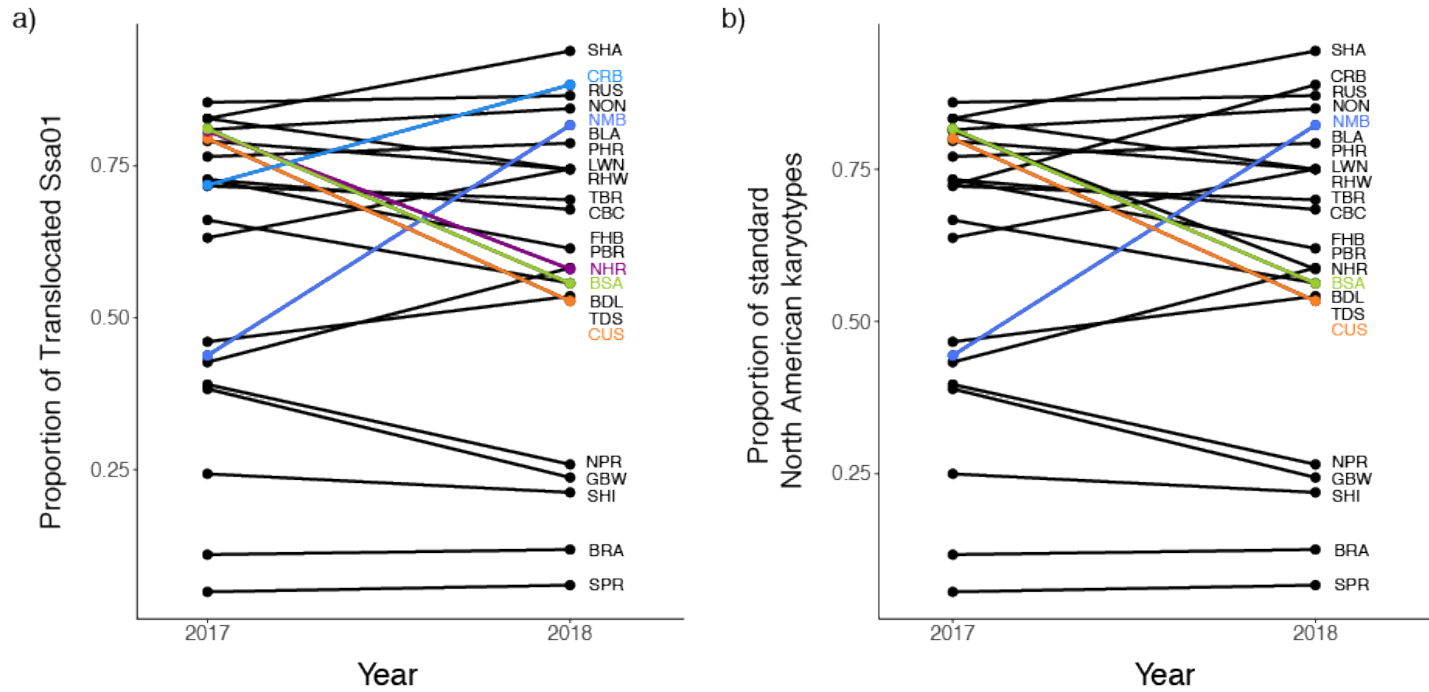 a)
Proportion of Translocated Ssa01
0.75
0.50
0.25
SHA
CRB
RUS
NON
NMB
BLA
PHR
LWN
RHW
TBR
CBC
FHB
PBR
NHR
BSA
BDL
TDS
CUS
NPR
GBW
SHI
BRA
SPR
2017
2018
Year
b)
Proportion of standard
North American karyotypes
0.75
0.50
0.25
SHA
CRB
RUS
NON
NMB
BLA
PHR
LWN
RHW
TBR
CBC
FHB
PBR
NHR
BSA
BDL
TDS
CUS
NPR
GBW
SHI
BRA
SPR
2017
2018
Year